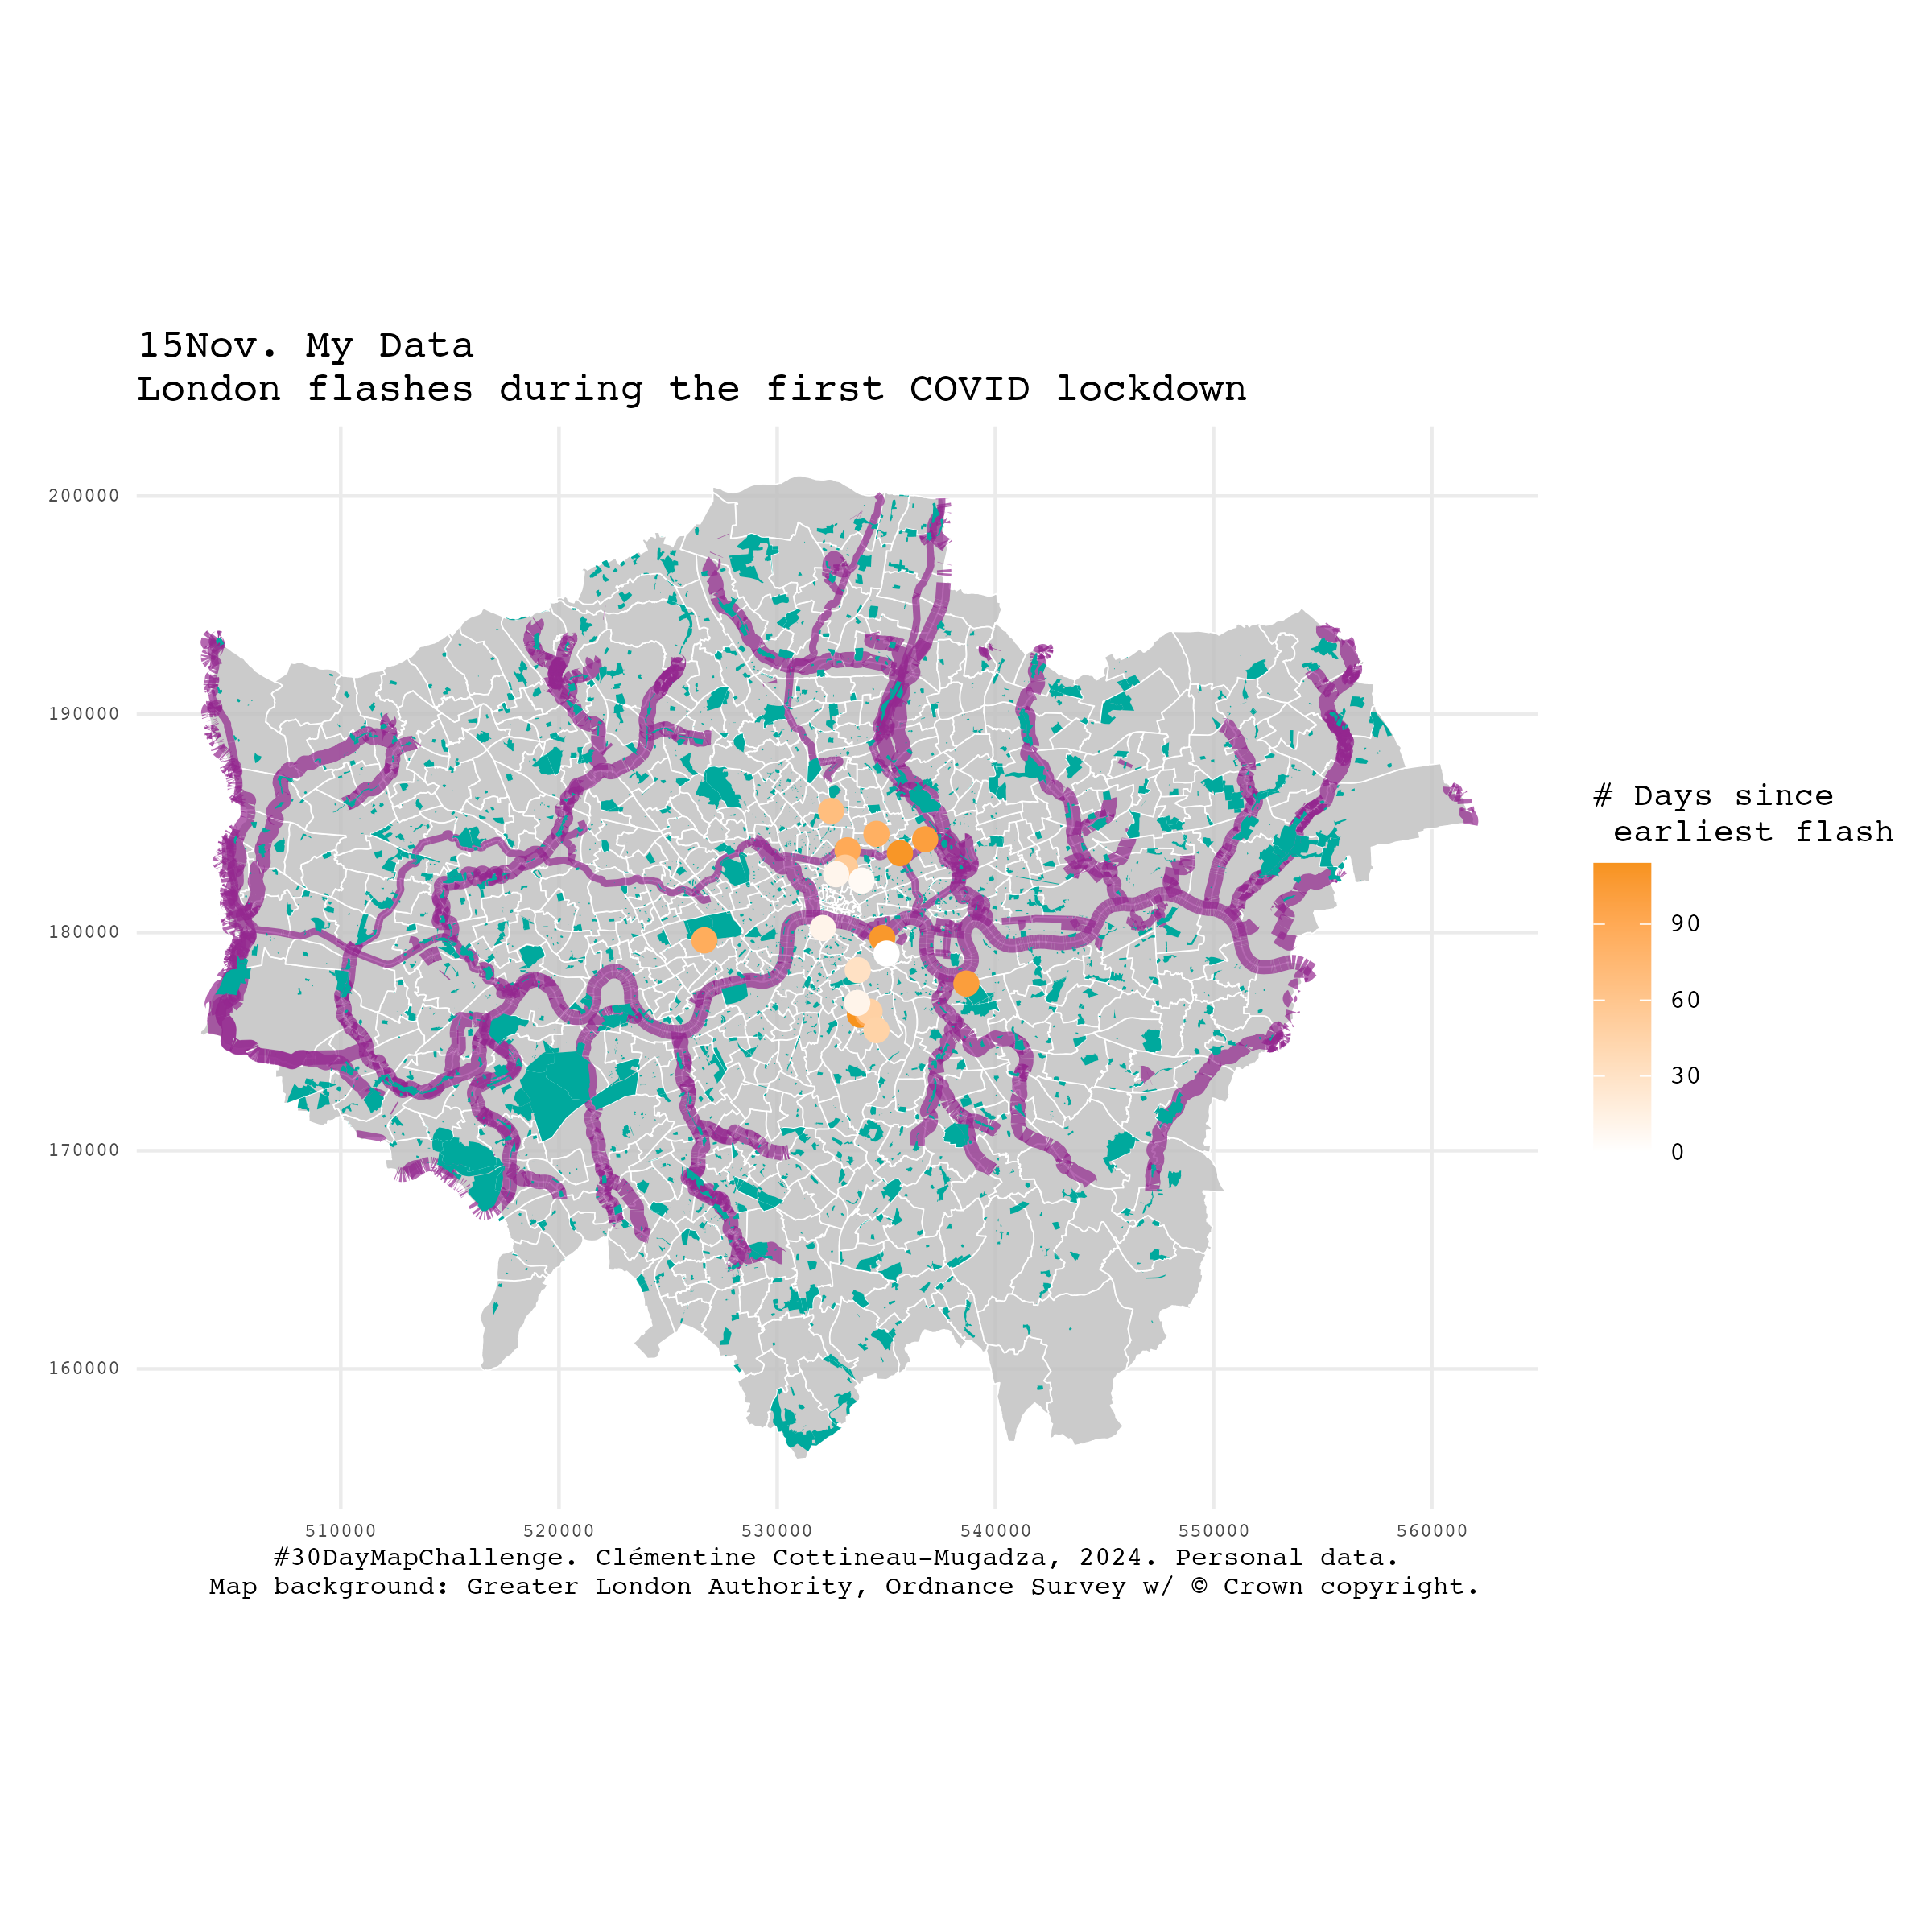 15Nov. My Data
London flashes during the first COVID lockdown
200000
190000
180000
170000
160000
510000 520000 530000 540000 550000 560000
# Days since
earliest flash
90
60
30
0
#30DayMapChallenge. Clémentine Cottineau-Mugadza, 2024. Personal data.
Map background: Greater London Authority, Ordnance Survey w/ © Crown copyright.